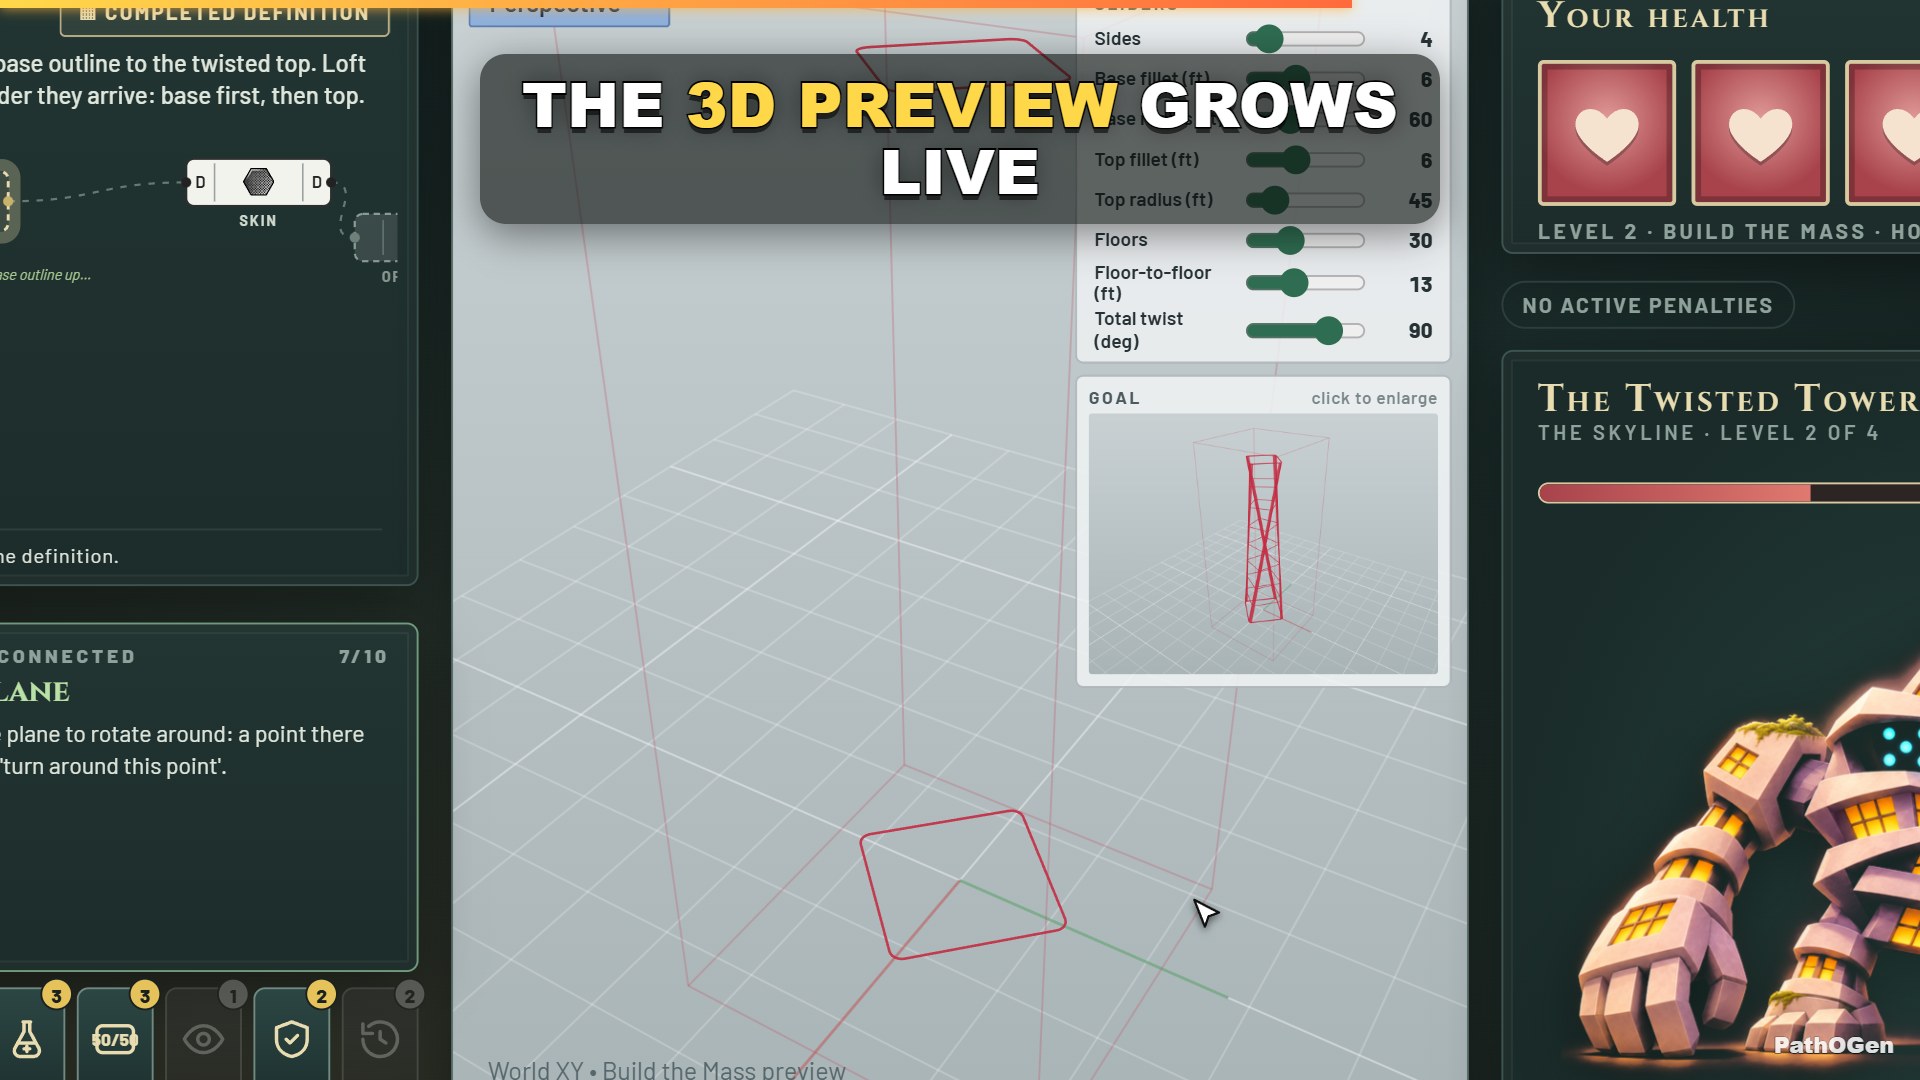 COMPLETED DEFINITION
base outline to the twisted top. Loft
der they arrive: base first, then top.
D
D
SKIN
ase outline up...
he definition.
CONNECTED
7/10
LANE
plane to rotate around: a point there
'turn around this point'.
3
3
1
2
2
50/50
Perspective
THE 3D PREVIEW GROWS
LIVE
Sides
4
Base fillet (ft)
6
60
Top fillet (ft)
6
Top radius (ft)
45
Floors
30
Floor-to-floor
(ft)
13
Total twist
(deg)
90
GOAL
click to enlarge
World XY • Build the Mass preview
YOUR HEALTH
LEVEL 2 · BUILD THE MASS · HO
NO ACTIVE PENALTIES
THE TWISTED TOWER
THE SKYLINE · LEVEL 2 OF 4
PathOGen